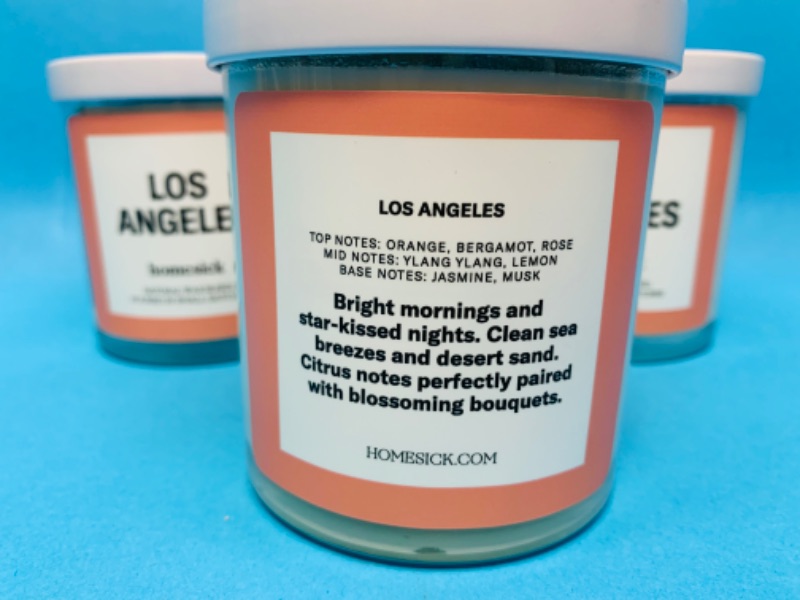 LOS ANGELES
TOP NOTES: ORANGE, BERGAMOT, ROSE
MID NOTES: YLANG YLANG, LEMON
BASE NOTES: JASMINE, MUSK
Bright mornings and
star-kissed nights. Clean sea
breezes and desert sand.
Citrus notes perfectly paired
with blossoming bouquets.
HOMESICK.COM
LOS
ANGELE
homesick
ES